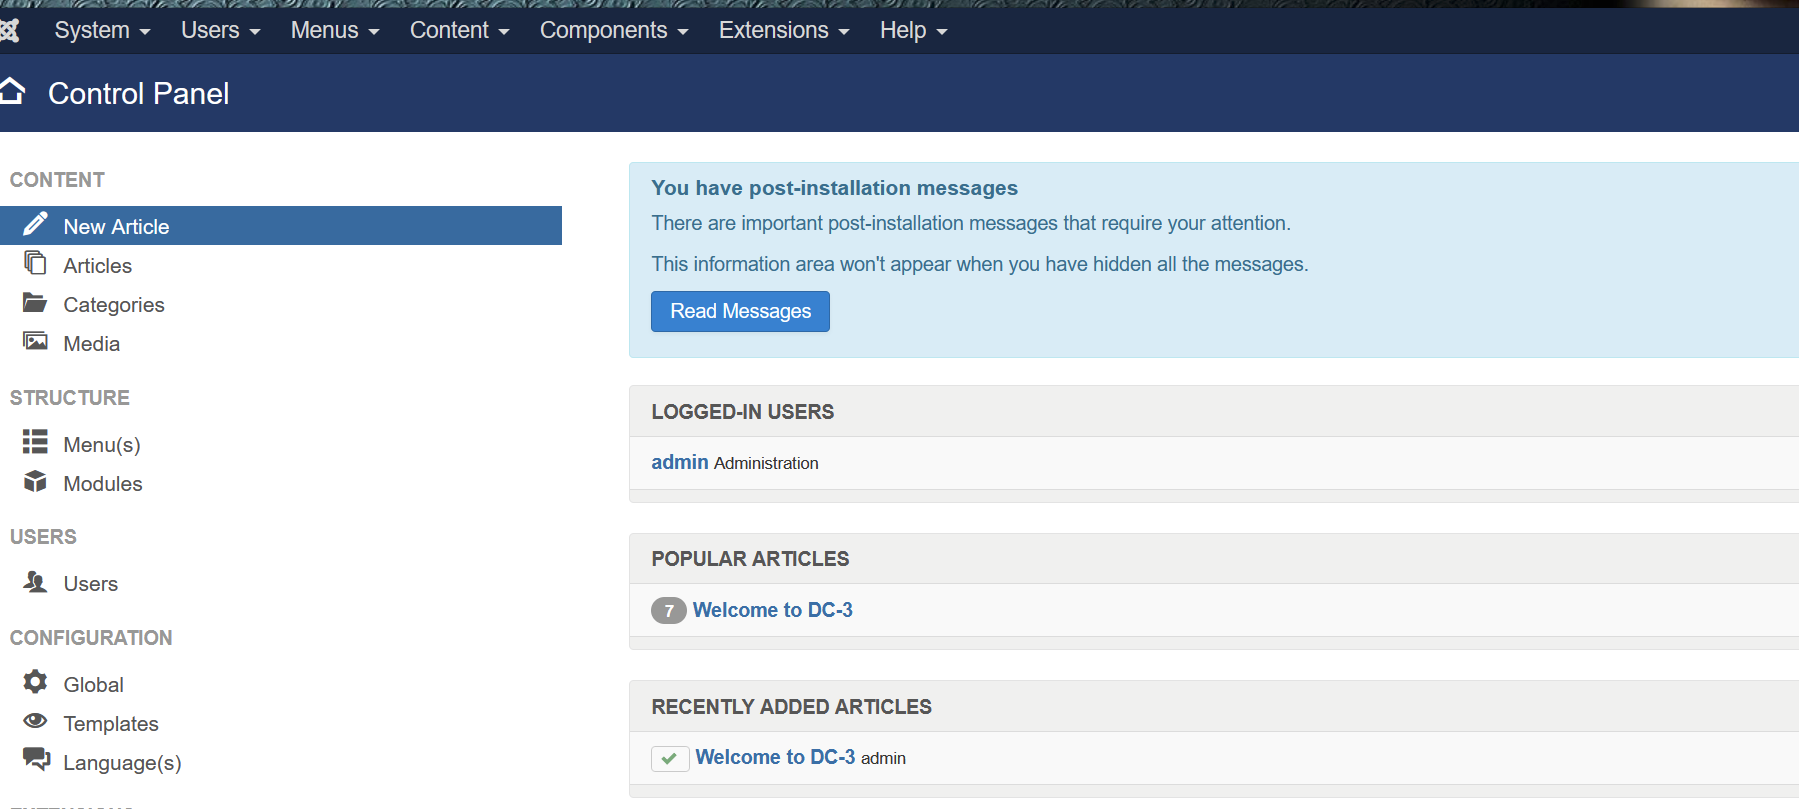 System Users Menus Content Components Extensions Help
Control Panel
CONTENT
New Article
Articles
Categories
Media
STRUCTURE
Menu(s)
Modules
USERS
Users
CONFIGURATION
Global
Templates
Language(s)
You have post-installation messages
There are important post-installation messages that require your attention.
This information area won't appear when you have hidden all the messages.
Read Messages
LOGGED-IN USERS
admin Administration
POPULAR ARTICLES
7 Welcome to DC-3
RECENTLY ADDED ARTICLES
Welcome to DC-3 admin